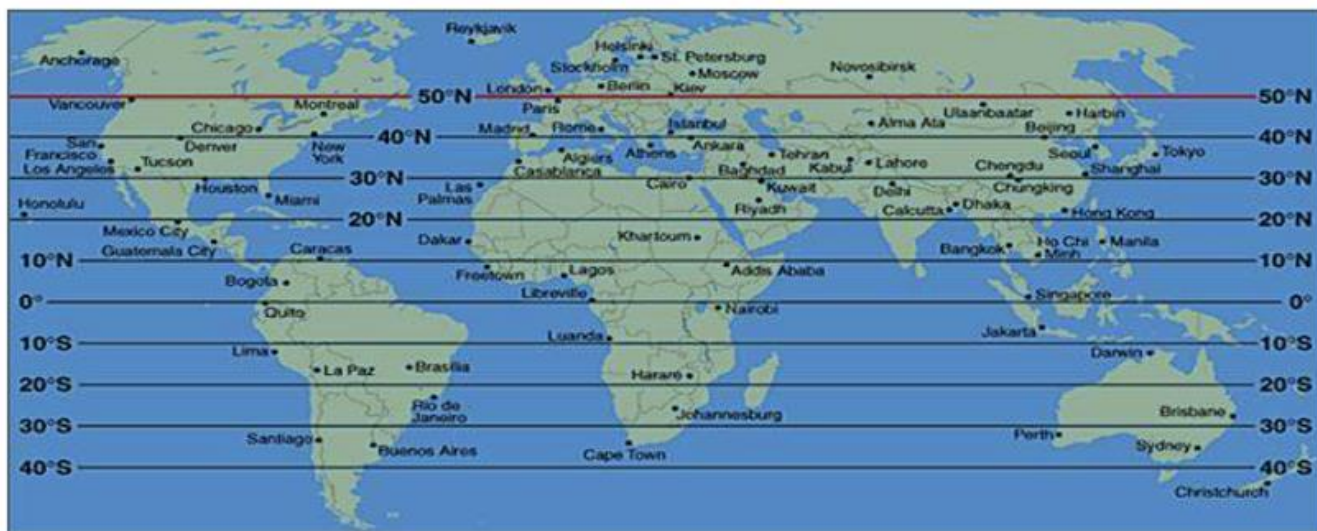 Reykjavik
Helsinki
Anchorage
St. Petersburg
Stockholm
Moscow
Novosibirsk
London
Berlin
Kiev
Vancouver
Montreal
50°N
50°N
Paris
Ulaanbaatar
Harbin
Chicago
Madrid
Rome
Istanbul
Alma Ata
Beijing
40°N
Denver
New
York
40°N
Athens
Ankara
40°N
San
Francisco
Los Angeles
Tucson
Algiers
Casablanca
Tehran
Baghdad
Kabul
Lahore
Chengdu
Seoul
Tokyo
Shanghai
Houston
30°N
Cairo
Kuwait
Delhi
Chungking
30°N
Honolulu
Miami
Las
Palmas
Riyadh
Calcutta
Dhaka
Hong Kong
Mexico City
20°N
20°N
Guatemala City
Caracas
Dakar
Khartoum
Bangkok
Ho Chi
Minh
Manila
10°N
Freetown
Lagos
Addis Ababa
10°N
Bogota
Libreville
0°
Quito
Nairobi
Singapore
0°
Luanda
Jakarta
10°S
Lima
Darwin
10°S
La Paz
Brasilia
Harare
20°S
20°S
Rio de
Janeiro
Johannesburg
Brisbane
30°S
Santiago
Buenos Aires
Cape Town
Perth
Sydney
30°S
40°S
40°S
Christchurch